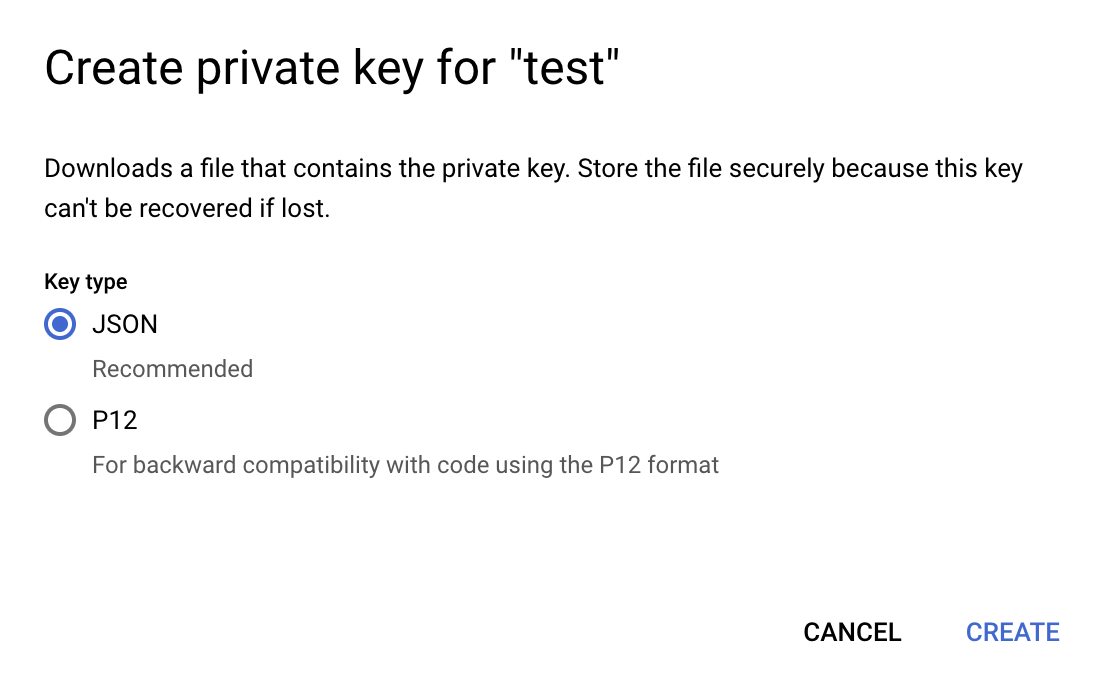 Create private key for "test"
Downloads a file that contains the private key. Store the file securely because this key
can't be recovered if lost.
Key type
JSON
Recommended
P12
For backward compatibility with code using the P12 format
CANCEL CREATE